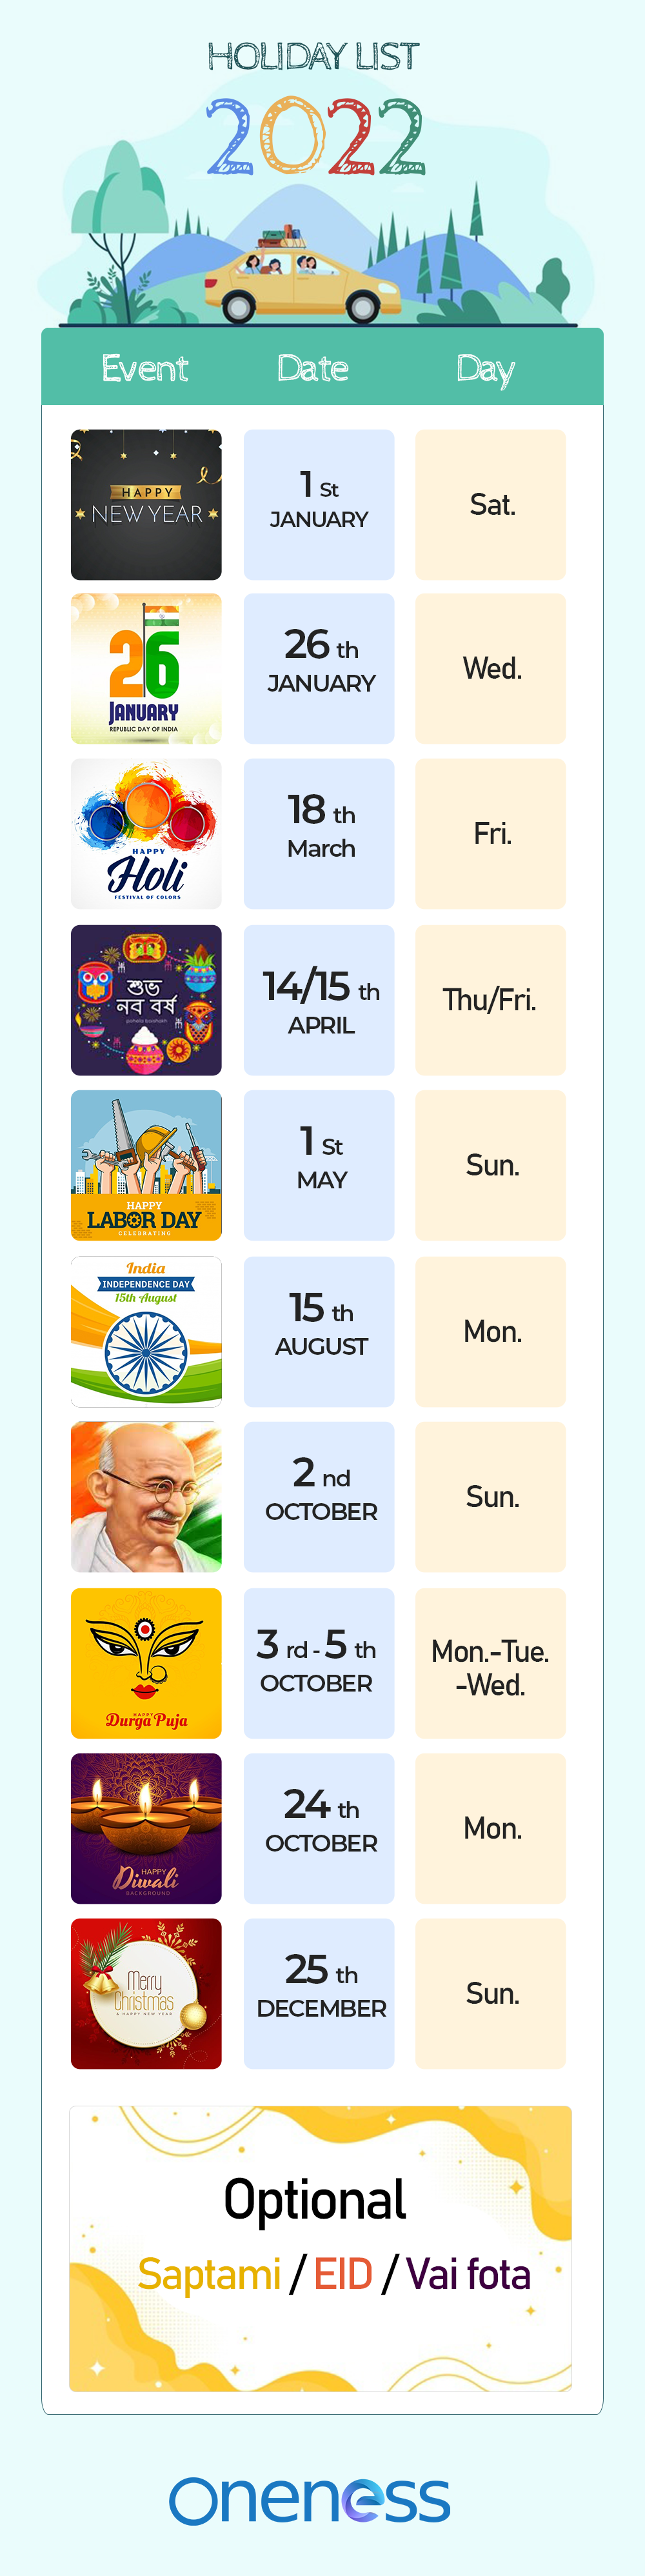 HOLIDAY LIST
2022
Event Date Day
HAPPY
NEW YEAR
1 St
JANUARY
Sat.
26
JANUARY
REPUBLIC DAY OF INDIA
26 th
JANUARY
Wed.
HAPPY
Holi
FESTIVAL OF COLORS
18 th
March
Fri.
শুভ
নব বর্ষ
14/15 th
APRIL
Thu/Fri.
HAPPY
LABOR DAY
CELEBRATING
1 St
MAY
Sun.
India
INDEPENDENCE DAY
15th August
15 th
AUGUST
Mon.
2 nd
OCTOBER
Sun.
HAPPY
Durga Puja
3 rd - 5 th
OCTOBER
Mon.-Tue.
-Wed.
HAPPY
Diwali
BACKGROUND
24 th
OCTOBER
Mon.
Merry
Christmas
& HAPPY NEW YEAR
25 th
DECEMBER
Sun.
Optional
Saptami / EID / Vai fota
oneness